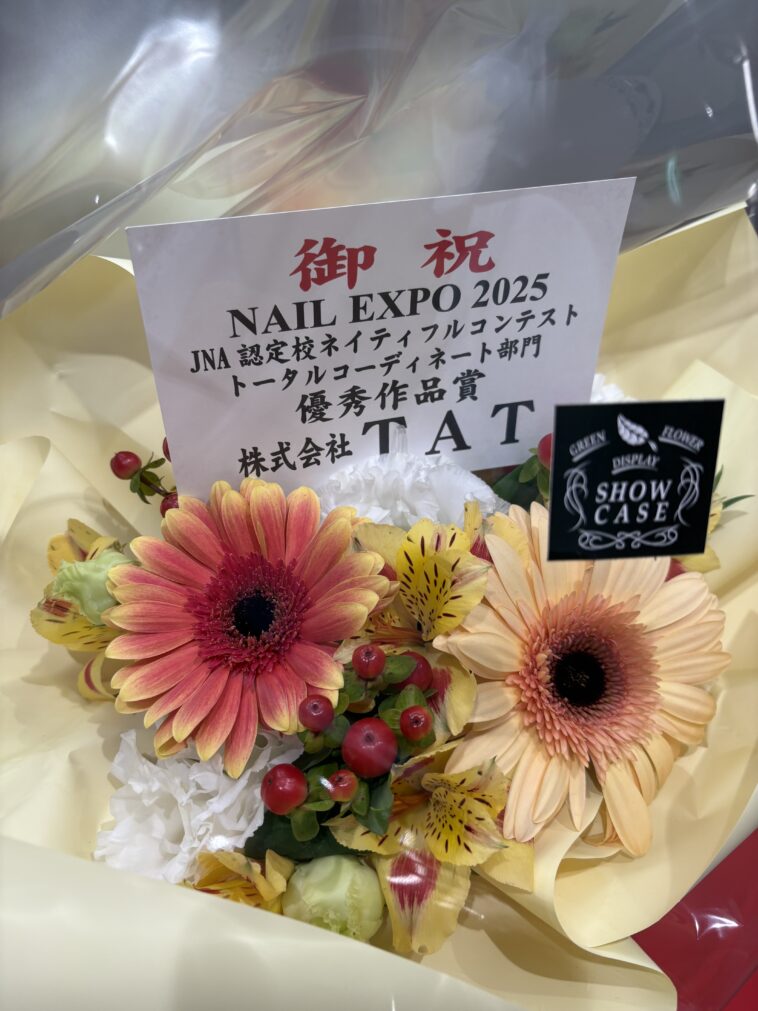 御 祝
NAIL EXPO 2025
JNA 認定校ネイティフルコンテスト
トータルコーディネート部門
優秀作品賞
株式会社 TAT
GREEN FLOWER
DISPLAY
SHOW
CASE